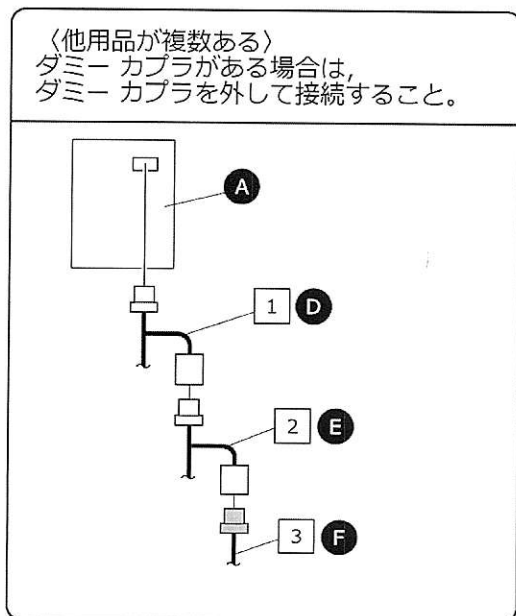 〈他用品が複数ある〉
ダミー カプラがある場合は,
ダミー カプラを外して接続すること。
A
1 D
2 E
3 F